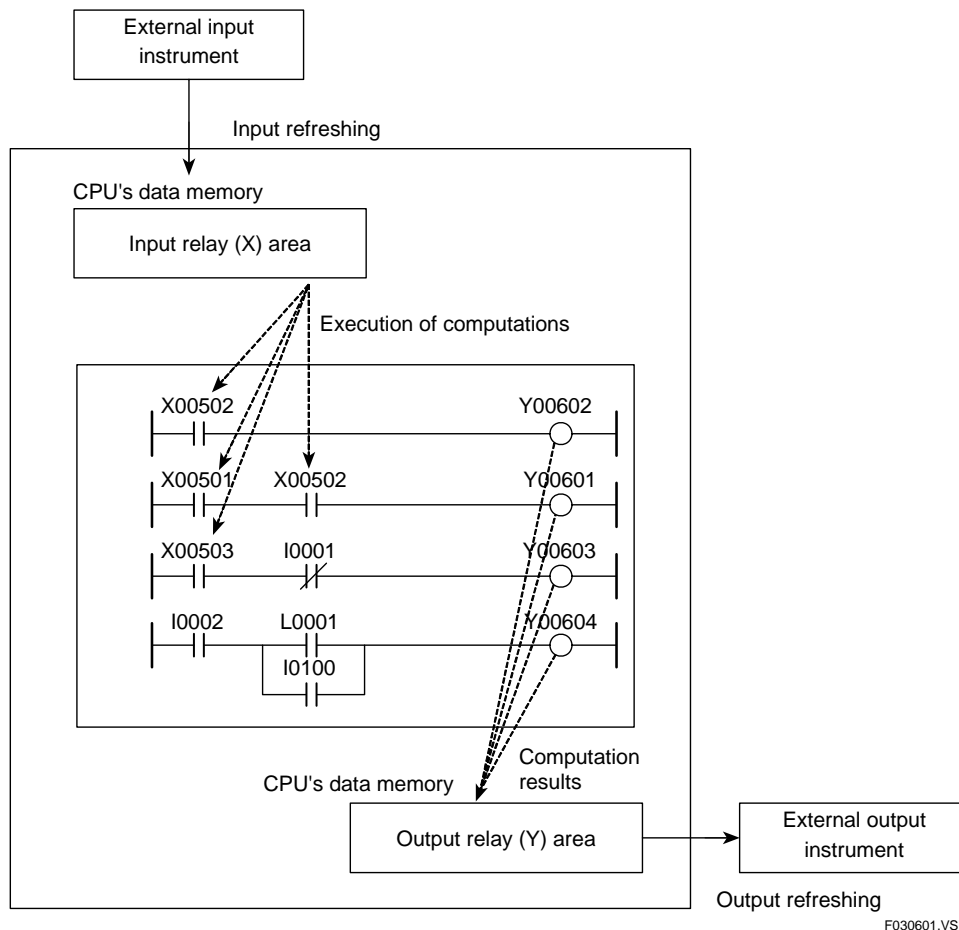 External input
instrument
Input refreshing
CPU's data memory
Input relay (X) area
Execution of computations
X00502 Y00602
X00501 X00502 Y00601
X00503 I0001 Y00603
I0002 L0001 Y00604
I0100
Computation
results
CPU's data memory
Output relay (Y) area
External output
instrument
Output refreshing
F030601.VS